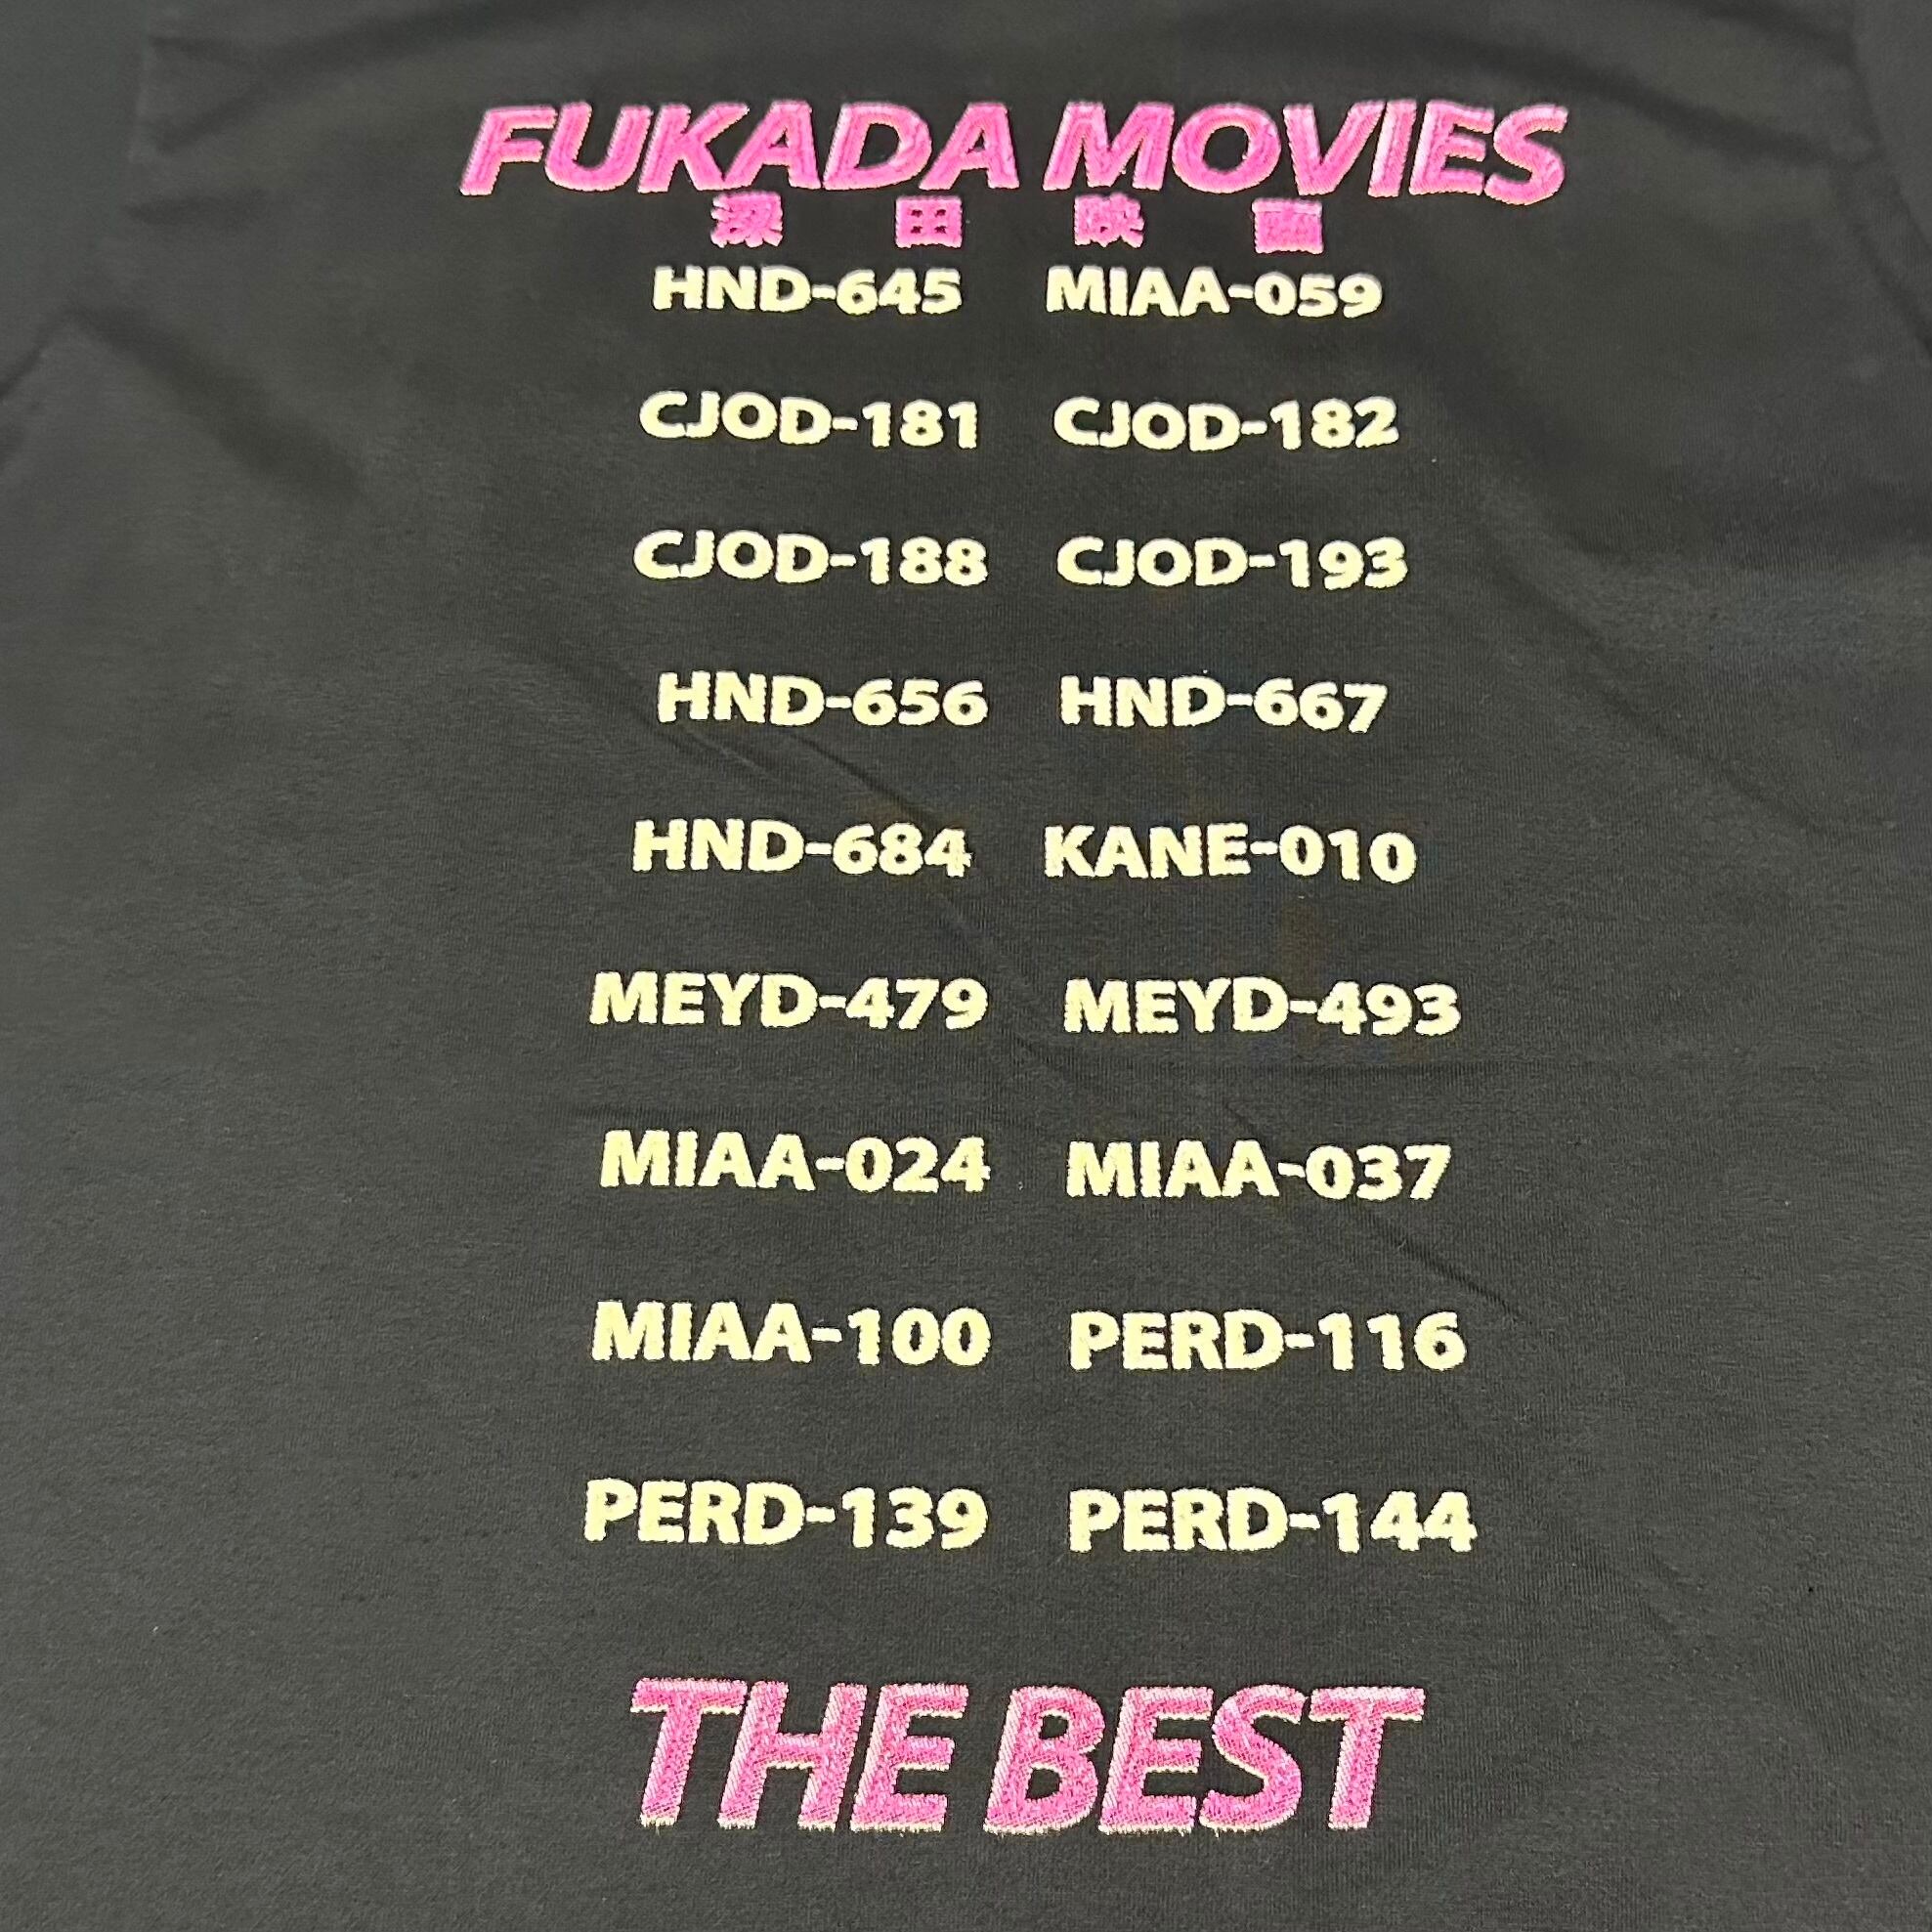 FUKADA MOVIES
深田映画
HND-645 MIAA-059
CJOD-181 CJOD-182
CJOD-188 CJOD-193
HND-656 HND-667
HND-684 KANE-010
MEYD-479 MEYD-493
MIAA-024 MIAA-037
MIAA-100 PERD-116
PERD-139 PERD-144
THE BEST